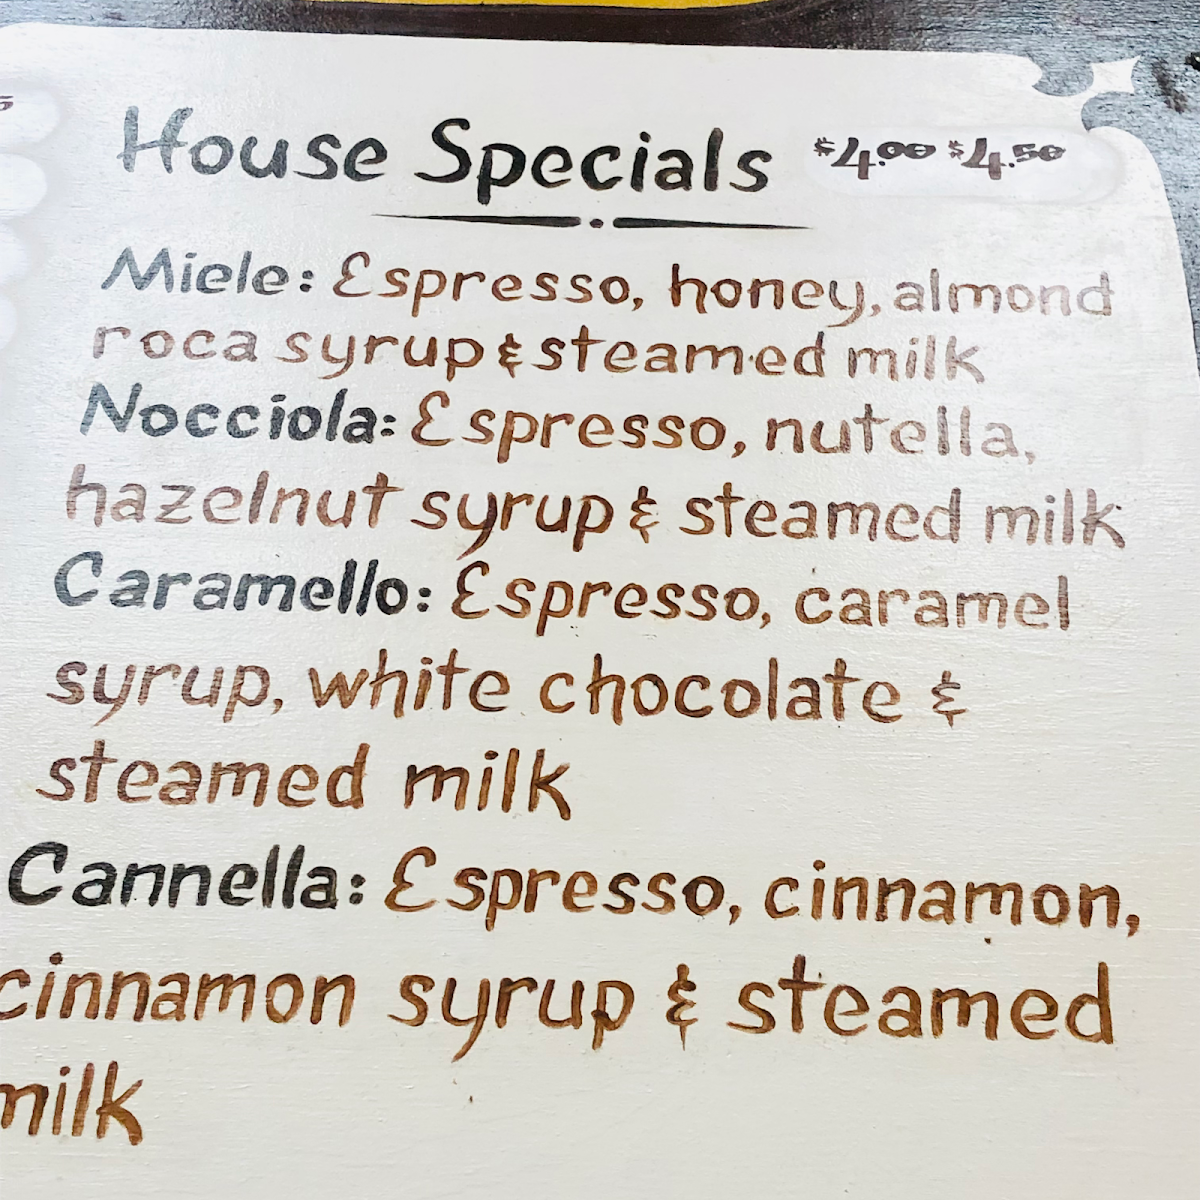 House Specials $4.00 $4.50
Miele: Espresso, honey, almond
roca syrup & steamed milk
Nocciola: Espresso, nutella,
hazelnut syrup & steamed milk
Caramello: Espresso, caramel
syrup, white chocolate &
steamed milk
Cannella: Espresso, cinnamon,
cinnamon syrup & steamed
milk